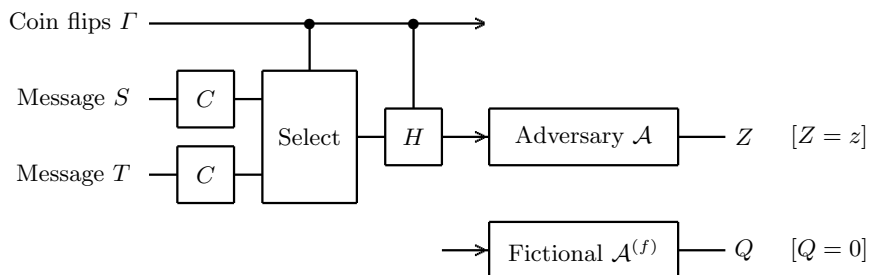 Coin flips Γ
Message S C
Select H Adversary 𝒜 Z [Z = z]
Message T C
Fictional 𝒜^(f) Q [Q = 0]